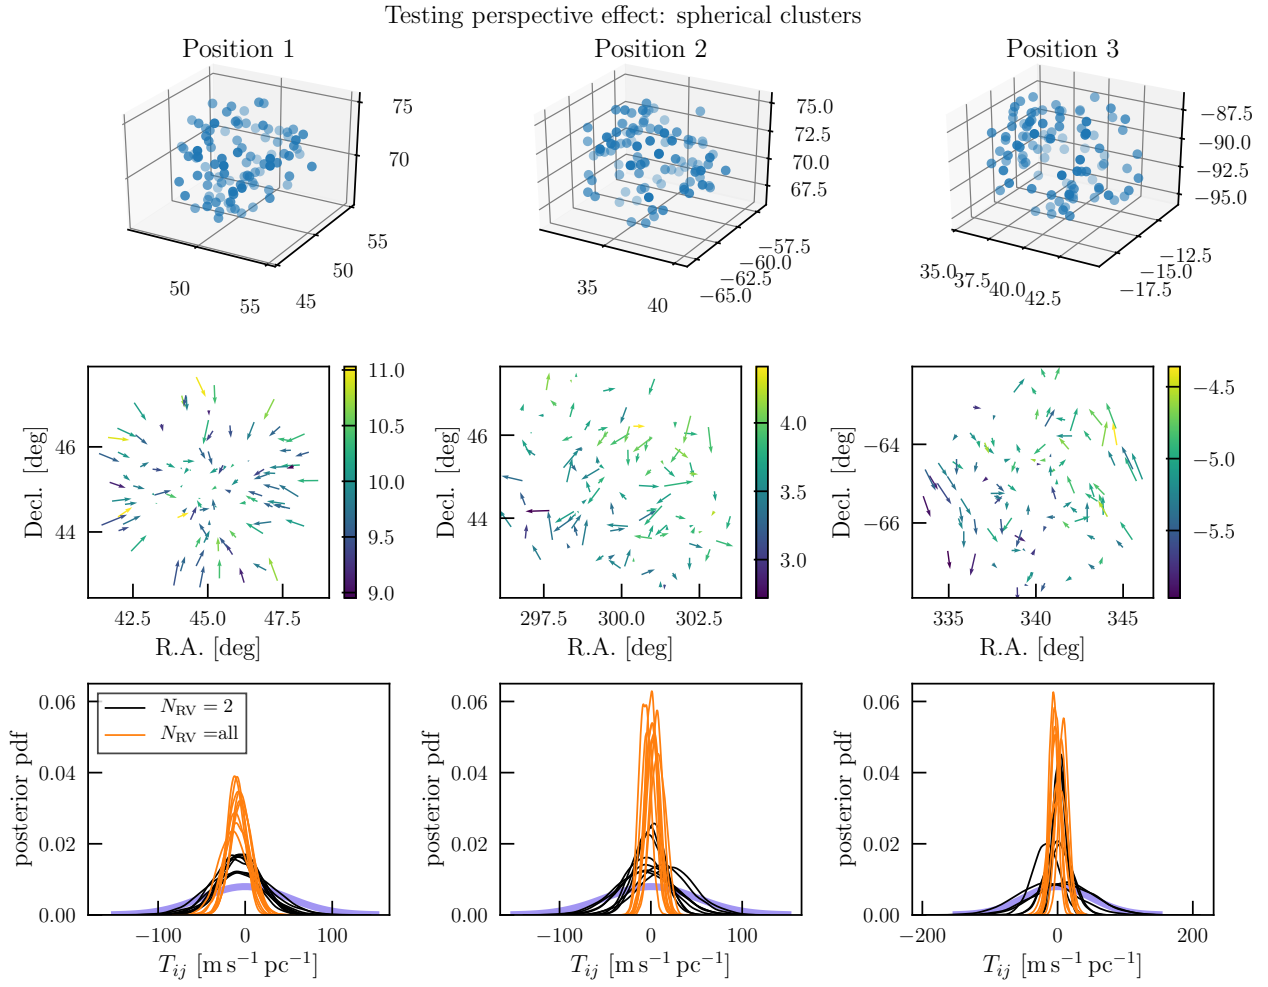 Testing perspective effect: spherical clusters
Position 1
Position 2
Position 3
75
70
55
50
45
50
55
75.0
72.5
70.0
67.5
−57.5
−60.0
−62.5
−65.0
35
40
−87.5
−90.0
−92.5
−95.0
−12.5
−15.0
−17.5
35.0
37.5
40.0
42.5
Decl. [deg]
46
44
42.5 45.0 47.5
R.A. [deg]
11.0
10.5
10.0
9.5
9.0
Decl. [deg]
46
44
297.5 300.0 302.5
R.A. [deg]
4.0
3.5
3.0
Decl. [deg]
−64
−66
335 340 345
R.A. [deg]
−4.5
−5.0
−5.5
posterior pdf
0.06
0.04
0.02
0.00
N_RV = 2
N_RV =all
−100 0 100
T_ij [m s⁻¹ pc⁻¹]
posterior pdf
0.06
0.04
0.02
0.00
−100 0 100
T_ij [m s⁻¹ pc⁻¹]
posterior pdf
0.06
0.04
0.02
0.00
−200 0 200
T_ij [m s⁻¹ pc⁻¹]